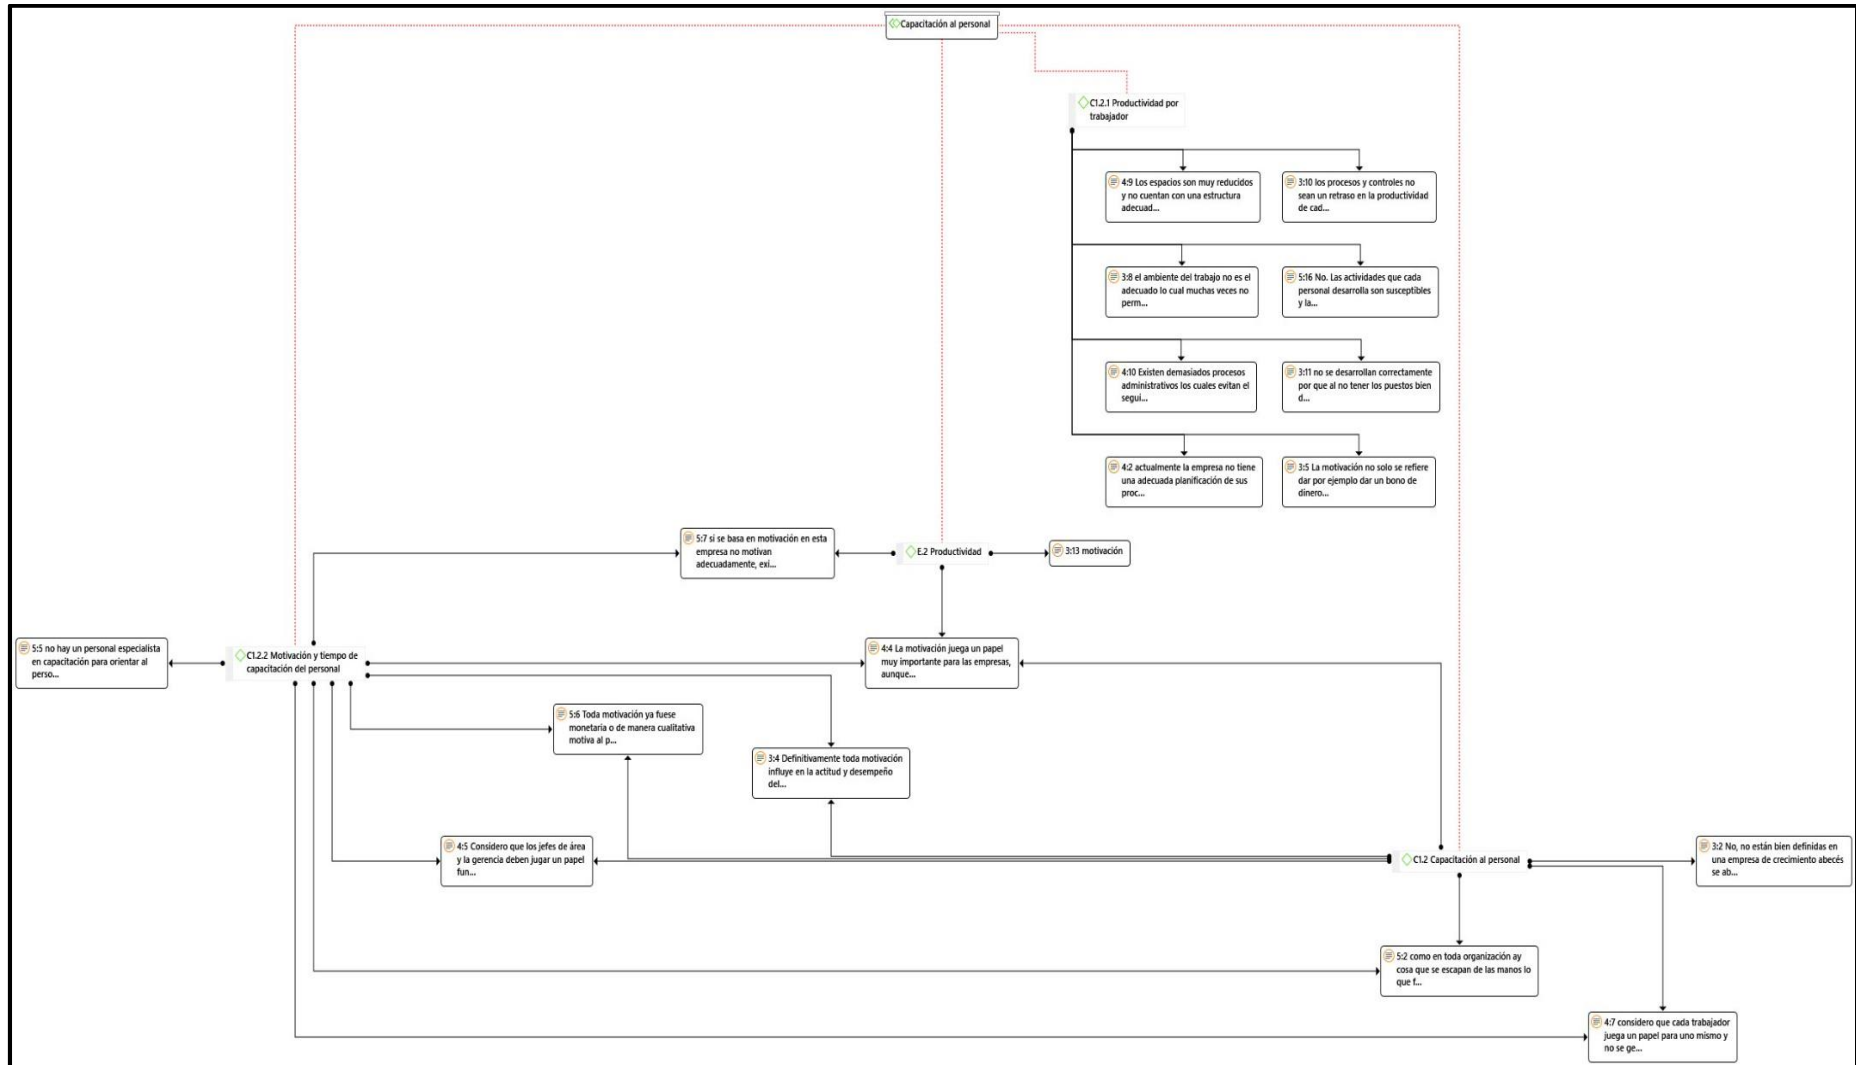 Capacitación al personal
C1.2.1 Productividad por
trabajador
4:9 Los espacios son muy reducidos
y no cuentan con una estructura
adecuad...
3:10 los procesos y controles no
sean un retraso en la productividad
de cad...
3:8 el ambiente del trabajo no es el
adecuado lo cual muchas veces no
perm...
5:16 No. Las actividades que cada
personal desarrolla son susceptibles
y la...
4:10 Existen demasiados procesos
administrativos los cuales evitan el
segui...
3:11 no se desarrollan correctamente
por que al no tener los puestos bien
d...
4:2 actualmente la empresa no tiene
una adecuada planificación de sus
proc...
3:5 La motivación no solo se refiere
dar por ejemplo dar un bono de
dinero...
5:7 si se basa en motivación en esta
empresa no motivan
adecuadamente, exi...
E.2 Productividad
3:13 motivación
5:5 no hay un personal especialista
en capacitación para orientar al
perso...
C1.2.2 Motivación y tiempo de
capacitación del personal
4:4 La motivación juega un papel
muy importante para las empresas,
aunque...
5:6 Toda motivación ya fuese
monetaria o de manera cualitativa
motiva al p...
3:4 Definitivamente toda motivación
influye en la actitud y desempeño
del...
4:5 Considero que los jefes de área
y la gerencia deben jugar un papel
fun...
C1.2 Capacitación al personal
3:2 No, no están bien definidas en
una empresa de crecimiento abecés
se ab...
5:2 como en toda organización ay
cosa que se escapan de las manos lo
que f...
4:7 considero que cada trabajador
juega un papel para uno mismo y
no se ge...